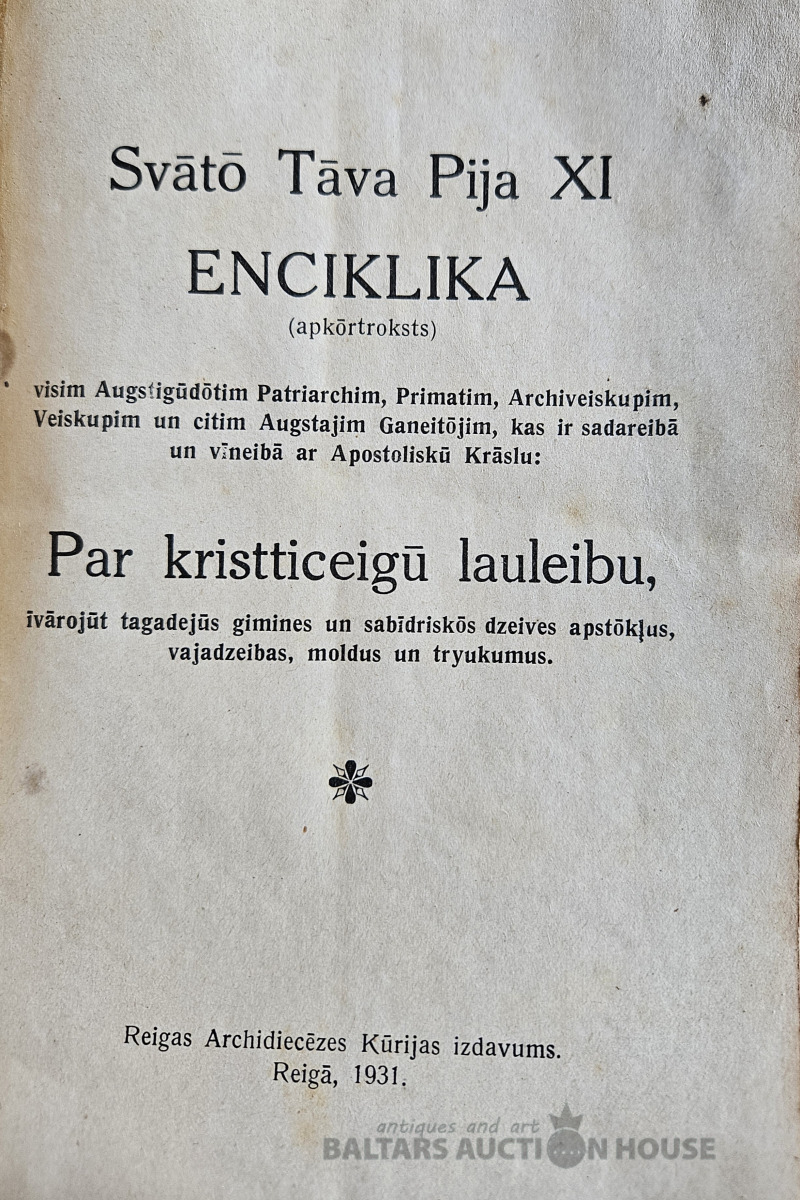 Svātō Tāva Pija XI
ENCIKLIKA
(apkōrtroksts)
visim Augstigūdōtim Patriarchim, Primatim, Archiveiskupim,
Veiskupim un citim Augstajim Ganeitōjim, kas ir sadareibā
un vīneibā ar Apostoliskū Krāslu:
Par kristticeigū lauleibu,
īvārojūt tagadejūs gimines un sabīdriskōs dzeives apstōkļus,
vajadzeibas, moldus un tryukumus.
Reigas Archidiecēzes Kūrijas izdavums.
Reigā, 1931.
antiques and art
BALTARS AUCTION HOUSE